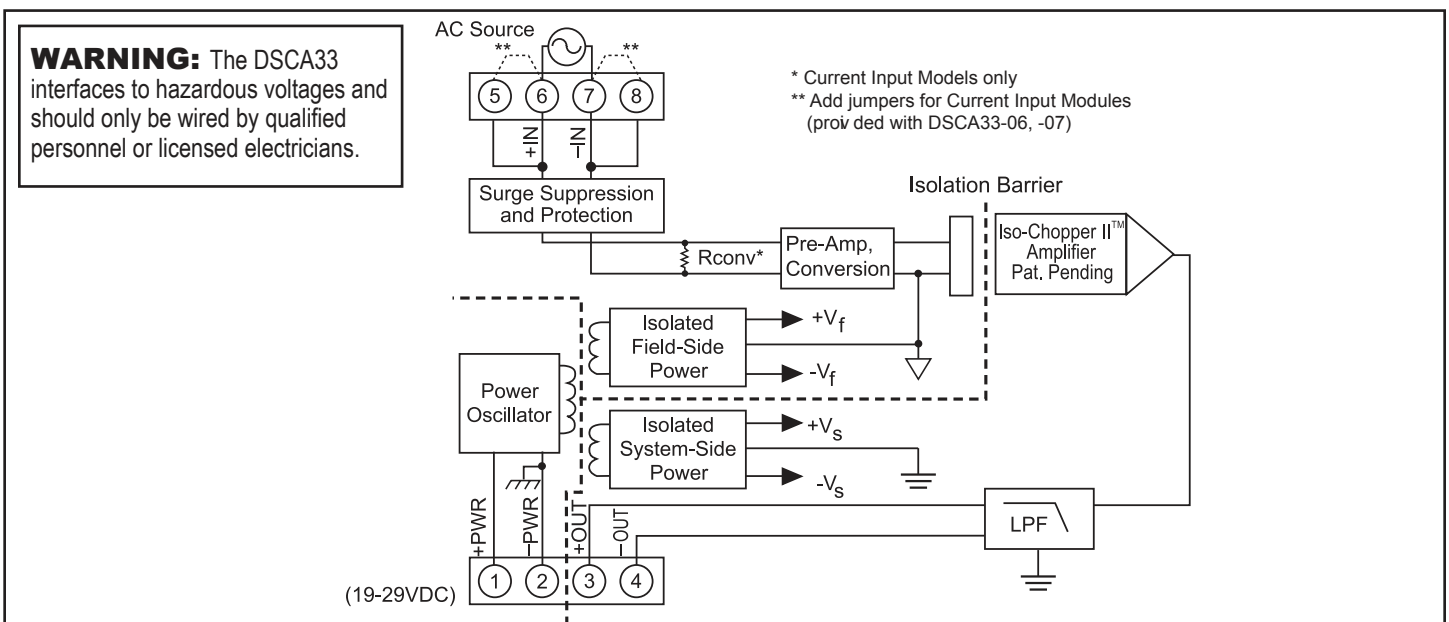 WARNING: The DSCA33
interfaces to hazardous voltages and
should only be wired by qualified
personnel or licensed electricians.
AC Source
** **
5 6 7 8
* Current Input Models only
** Add jumpers for Current Input Modules
(provided with DSCA33-06, -07)
+IN
–IN
Surge Suppression
and Protection
Isolation Barrier
Rconv*
Pre-Amp,
Conversion
Iso-Chopper II™
Amplifier
Pat. Pending
Isolated
Field-Side
Power
+Vf
-Vf
Power
Oscillator
Isolated
System-Side
Power
+Vs
-Vs
+PWR
–PWR
+OUT
–OUT
LPF
(19-29VDC)
1 2 3 4